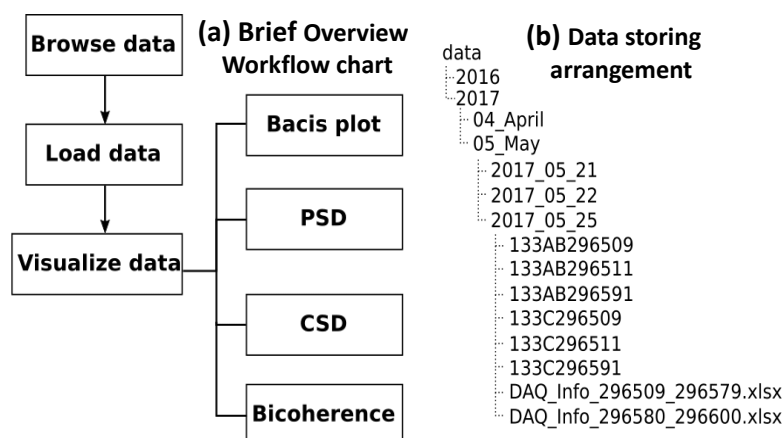 (a) Brief Overview
Workflow chart
Browse data
Load data
Visualize data
Bacis plot
PSD
CSD
Bicoherence
(b) Data storing
arrangement
data
2016
2017
04_April
05_May
2017_05_21
2017_05_22
2017_05_25
133AB296509
133AB296511
133AB296591
133C296509
133C296511
133C296591
DAQ_Info_296509_296579.xlsx
DAQ_Info_296580_296600.xlsx